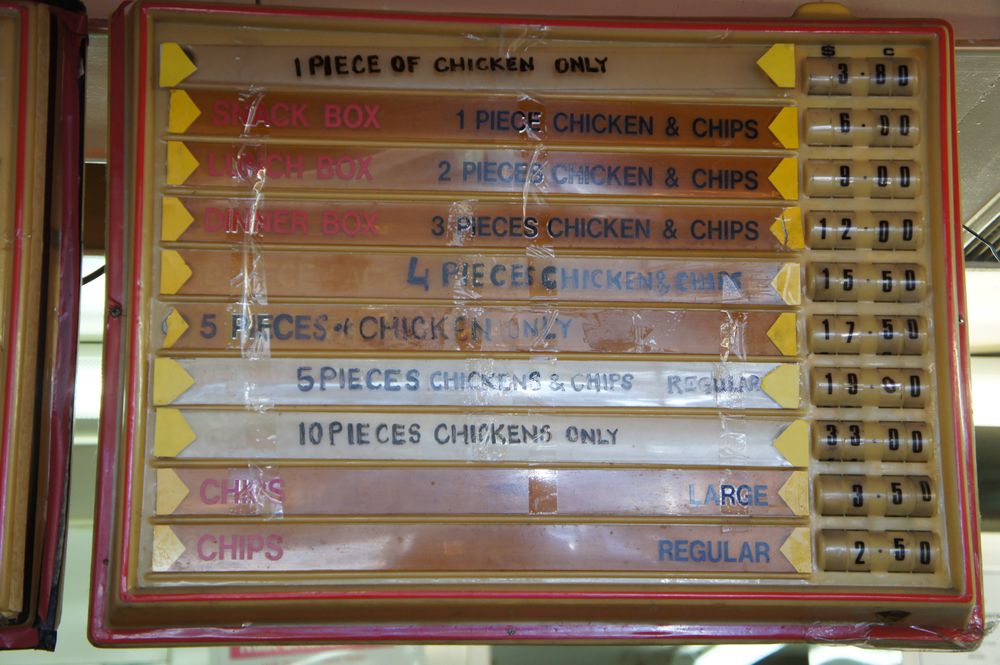 $ C
1 PIECE OF CHICKEN ONLY 3.80
SNACK BOX 1 PIECE CHICKEN & CHIPS 6.00
LUNCH BOX 2 PIECES CHICKEN & CHIPS 9.00
DINNER BOX 3 PIECES CHICKEN & CHIPS 12.00
4 PIECES CHICKEN & CHIPS 15.50
5 PIECES of CHICKEN ONLY 17.50
5 PIECES CHICKENS & CHIPS REGULAR 19.00
10 PIECES CHICKENS ONLY 33.00
CHIPS LARGE 3.50
CHIPS REGULAR 2.50